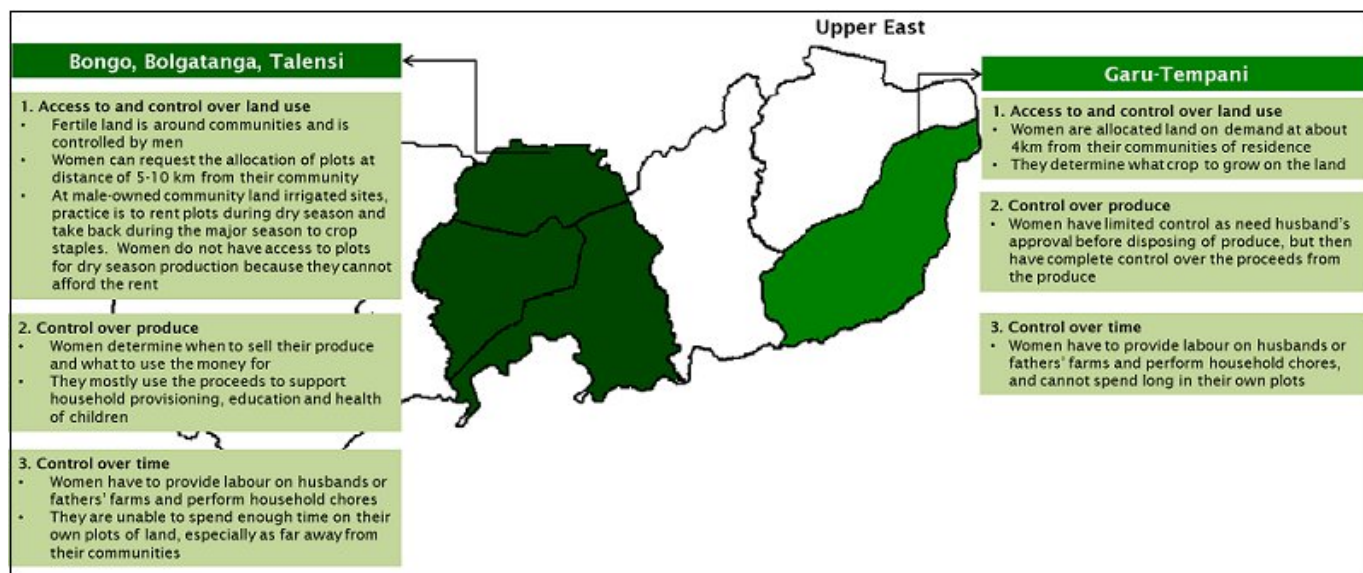 Upper East
Bongo, Bolgatanga, Talensi
1. Access to and control over land use
• Fertile land is around communities and is
controlled by men
• Women can request the allocation of plots at
distance of 5-10 km from their community
• At male-owned community land irrigated sites,
practice is to rent plots during dry season and
take back during the major season to crop
staples. Women do not have access to plots
for dry season production because they cannot
afford the rent
2. Control over produce
• Women determine when to sell their produce
and what to use the money for
• They mostly use the proceeds to support
household provisioning, education and health
of children
3. Control over time
• Women have to provide labour on husbands or
fathers' farms and perform household chores
• They are unable to spend enough time on their
own plots of land, especially as far away from
their communities
Garu-Tempani
1. Access to and control over land use
• Women are allocated land on demand at about
4km from their communities of residence
• They determine what crop to grow on the land
2. Control over produce
• Women have limited control as need husband's
approval before disposing of produce, but then
have complete control over the proceeds from
the produce
3. Control over time
• Women have to provide labour on husbands or
fathers' farms and perform household chores,
and cannot spend long in their own plots